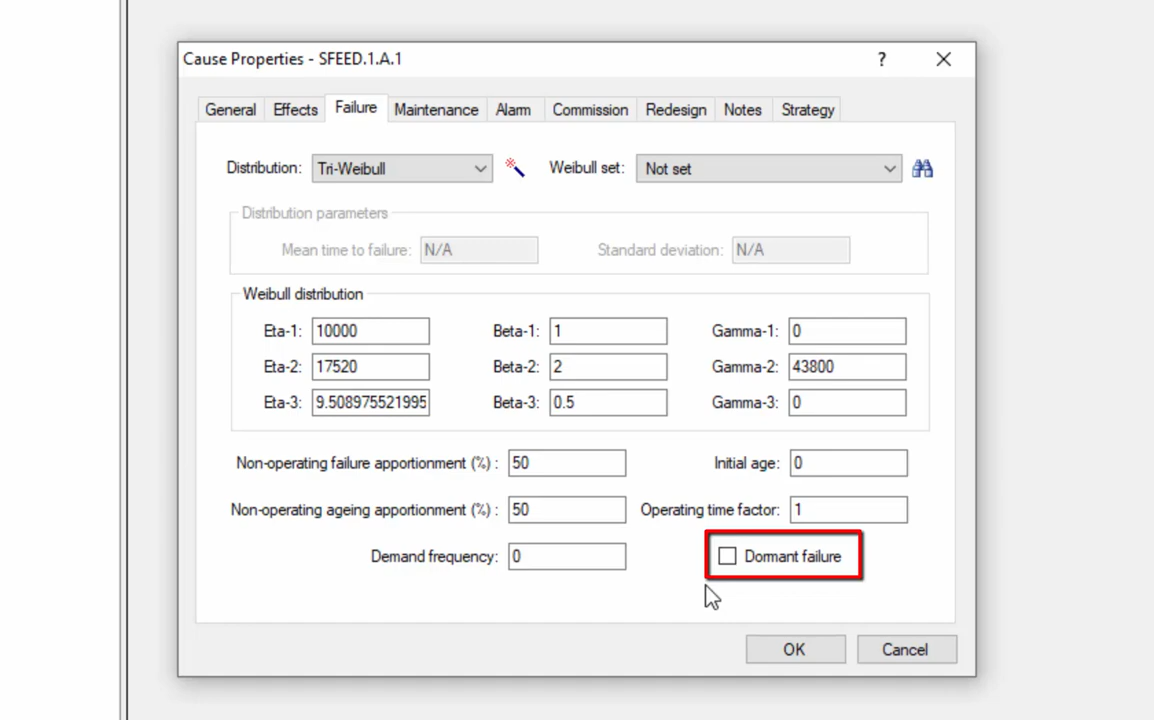 Cause Properties - SFEED.1.A.1 ?
General Effects Failure Maintenance Alarm Commission Redesign Notes Strategy
Distribution: Tri-Weibull Weibull set: Not set
Distribution parameters
Mean time to failure: N/A Standard deviation: N/A
Weibull distribution
Eta-1: 10000 Beta-1: 1 Gamma-1: 0
Eta-2: 17520 Beta-2: 2 Gamma-2: 43800
Eta-3: 9.508975521995 Beta-3: 0.5 Gamma-3: 0
Non-operating failure apportionment (%) : 50 Initial age: 0
Non-operating ageing apportionment (%) : 50 Operating time factor: 1
Demand frequency: 0 Dormant failure
OK Cancel